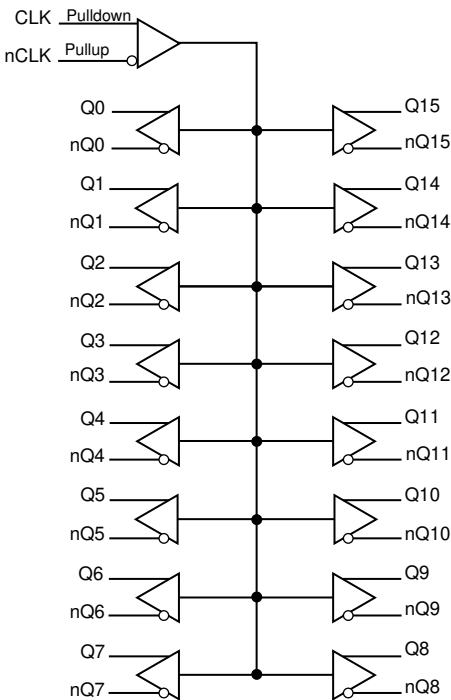 CLK Pulldown
nCLK Pullup
Q0 Q15
nQ0 nQ15
Q1 Q14
nQ1 nQ14
Q2 Q13
nQ2 nQ13
Q3 Q12
nQ3 nQ12
Q4 Q11
nQ4 nQ11
Q5 Q10
nQ5 nQ10
Q6 Q9
nQ6 nQ9
Q7 Q8
nQ7 nQ8